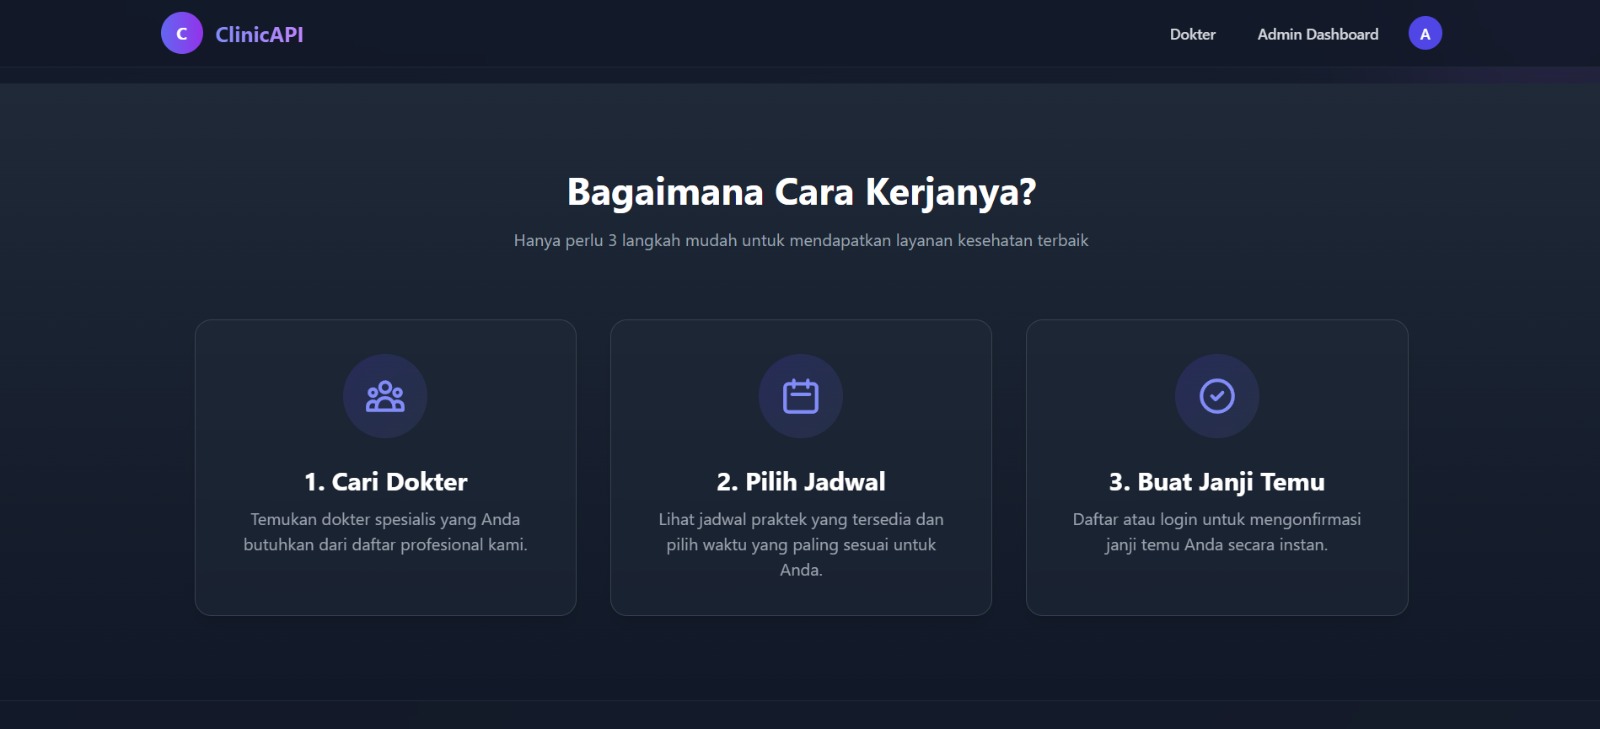 C
ClinicAPI
Dokter
Admin Dashboard
A
Bagaimana Cara Kerjanya?
Hanya perlu 3 langkah mudah untuk mendapatkan layanan kesehatan terbaik
1. Cari Dokter
Temukan dokter spesialis yang Anda
butuhkan dari daftar profesional kami.
2. Pilih Jadwal
Lihat jadwal praktek yang tersedia dan
pilih waktu yang paling sesuai untuk
Anda.
3. Buat Janji Temu
Daftar atau login untuk mengonfirmasi
janji temu Anda secara instan.